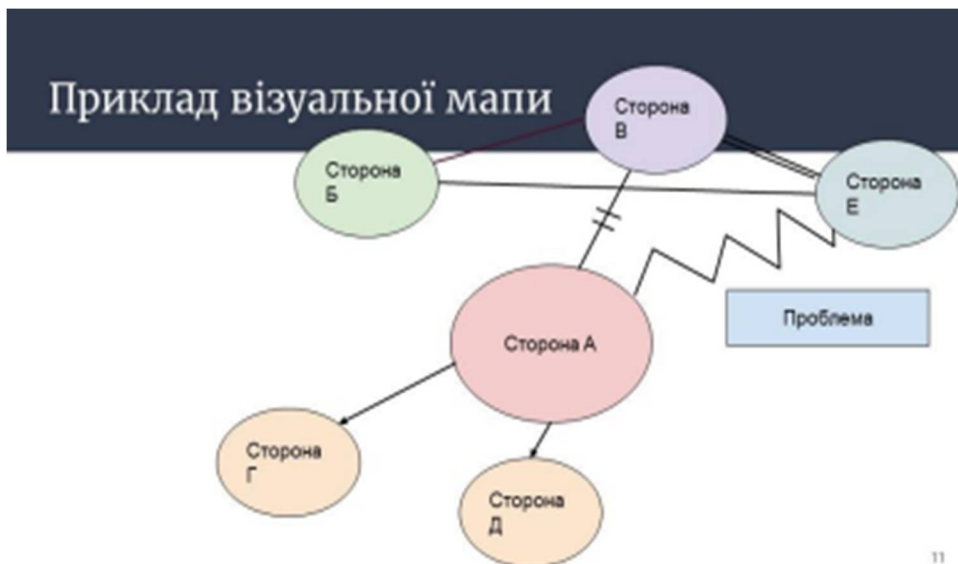 Приклад візуальної мапи
Сторона
В
Сторона
Б
Сторона
Е
Проблема
Сторона А
Сторона
Г
Сторона
Д
11